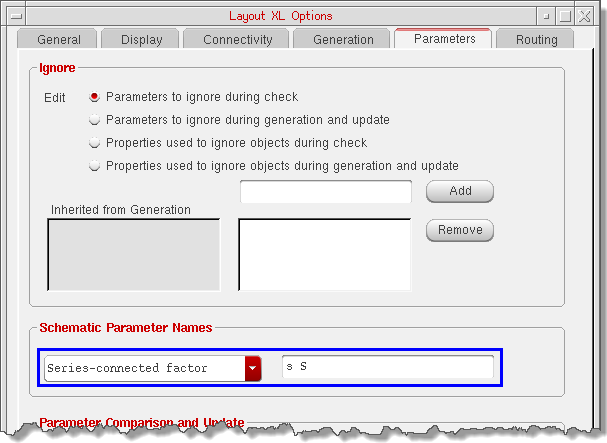 Layout XL Options
General Display Connectivity Generation Parameters Routing
Ignore
Edit Parameters to ignore during check
Parameters to ignore during generation and update
Properties used to ignore objects during check
Properties used to ignore objects during generation and update
Add
Inherited from Generation
Remove
Schematic Parameter Names
Series-connected factor s S
Parameter Comparison and Update